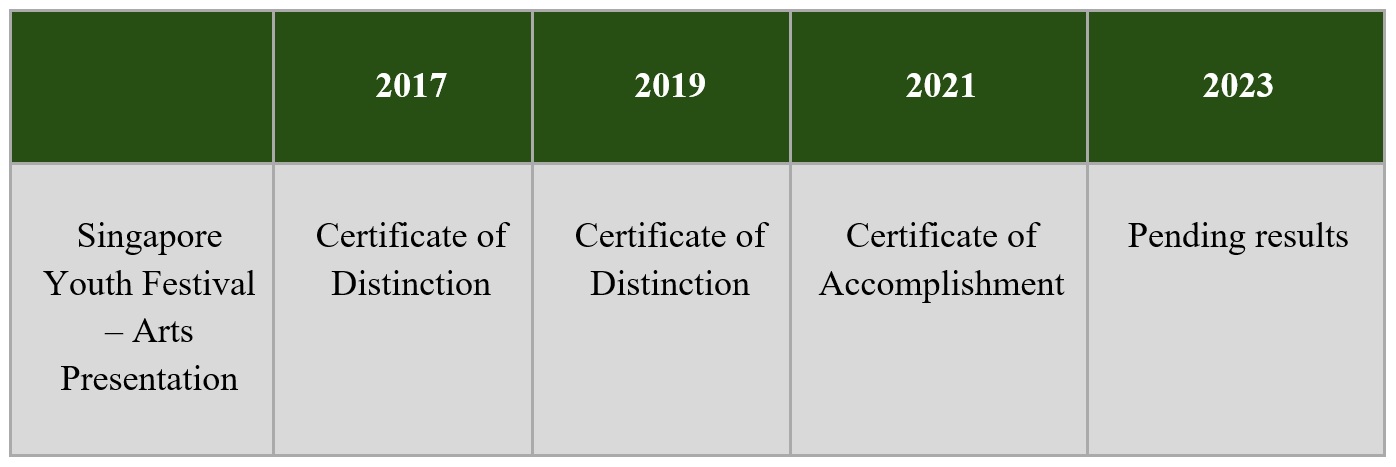 2017
2019
2021
2023
Singapore
Youth Festival
– Arts
Presentation
Certificate of
Distinction
Certificate of
Distinction
Certificate of
Accomplishment
Pending results